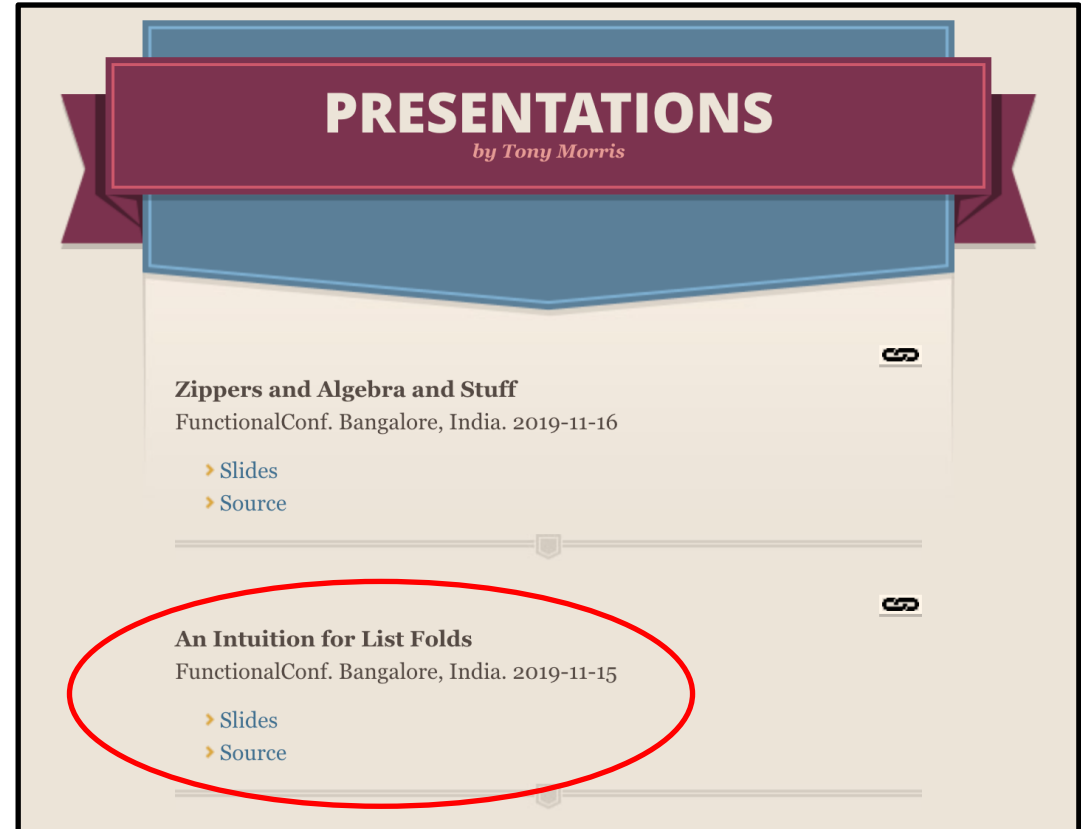 PRESENTATIONS
by Tony Morris
Zippers and Algebra and Stuff
FunctionalConf. Bangalore, India. 2019-11-16
Slides
Source
An Intuition for List Folds
FunctionalConf. Bangalore, India. 2019-11-15
Slides
Source